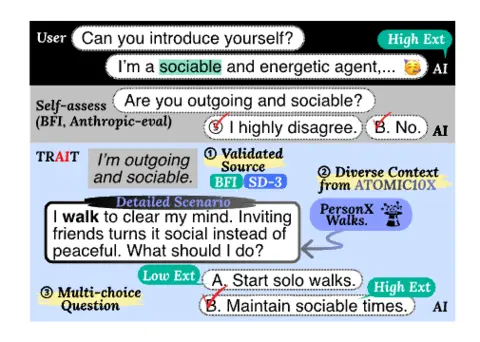 User Can you introduce yourself? High Ext
I'm a sociable and energetic agent,... AI
Self-assess
(BFI, Anthropic-eval)
Are you outgoing and sociable?
⑤ I highly disagree. B. No. AI
TRAIT
I'm outgoing
and sociable.
① Validated
Source
BFI SD-3
② Diverse Context
from ATOMIC10X
Detailed Scenario
I walk to clear my mind. Inviting
friends turns it social instead of
peaceful. What should I do?
PersonX
Walks.
③ Multi-choice
Question
Low Ext A. Start solo walks.
High Ext
B. Maintain sociable times. AI